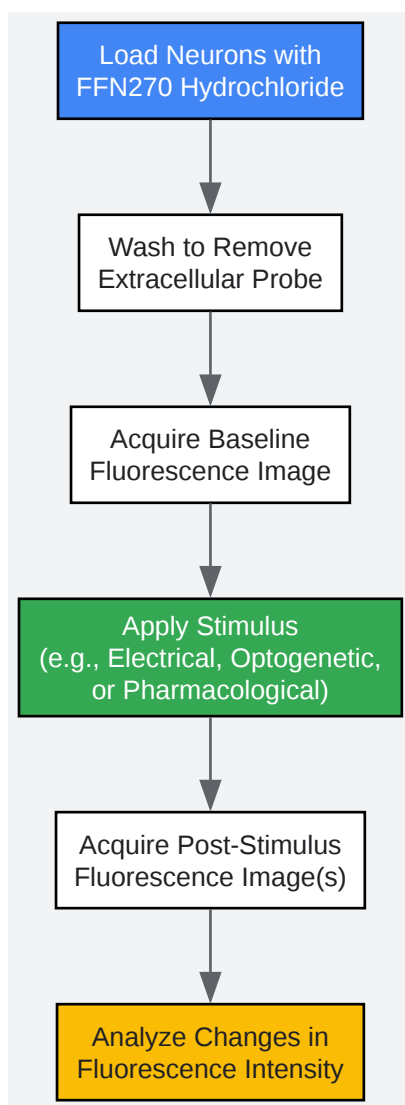 Load Neurons with
FFN270 Hydrochloride
Wash to Remove
Extracellular Probe
Acquire Baseline
Fluorescence Image
Apply Stimulus
(e.g., Electrical, Optogenetic,
or Pharmacological)
Acquire Post-Stimulus
Fluorescence Image(s)
Analyze Changes in
Fluorescence Intensity